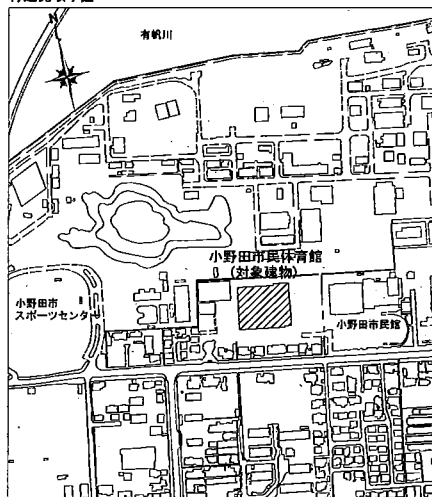 N
有帆川
小野田市民体育館
(対象建物)
小野田市
スポーツセンター
小野田市民館